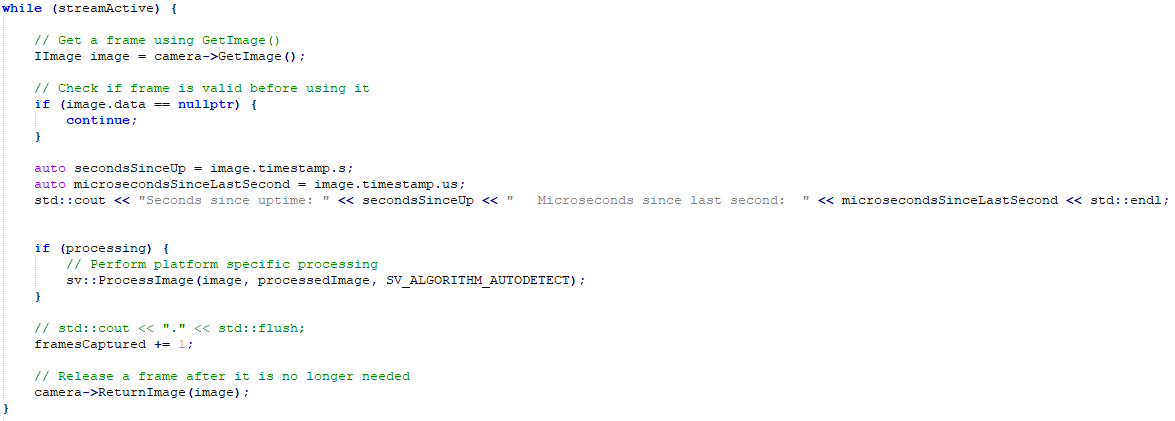 while (streamActive) {
// Get a frame using GetImage()
IImage image = camera->GetImage();
// Check if frame is valid before using it
if (image.data == nullptr) {
continue;
}
auto secondsSinceUp = image.timestamp.s;
auto microsecondsSinceLastSecond = image.timestamp.us;
std::cout << "Seconds since uptime: " << secondsSinceUp << "   Microseconds since last second:  " << microsecondsSinceLastSecond << std::endl;
if (processing) {
// Perform platform specific processing
sv::ProcessImage(image, processedImage, SV_ALGORITHM_AUTODETECT);
}
// std::cout << "." << std::flush;
framesCaptured += 1;
// Release a frame after it is no longer needed
camera->ReturnImage(image);
}